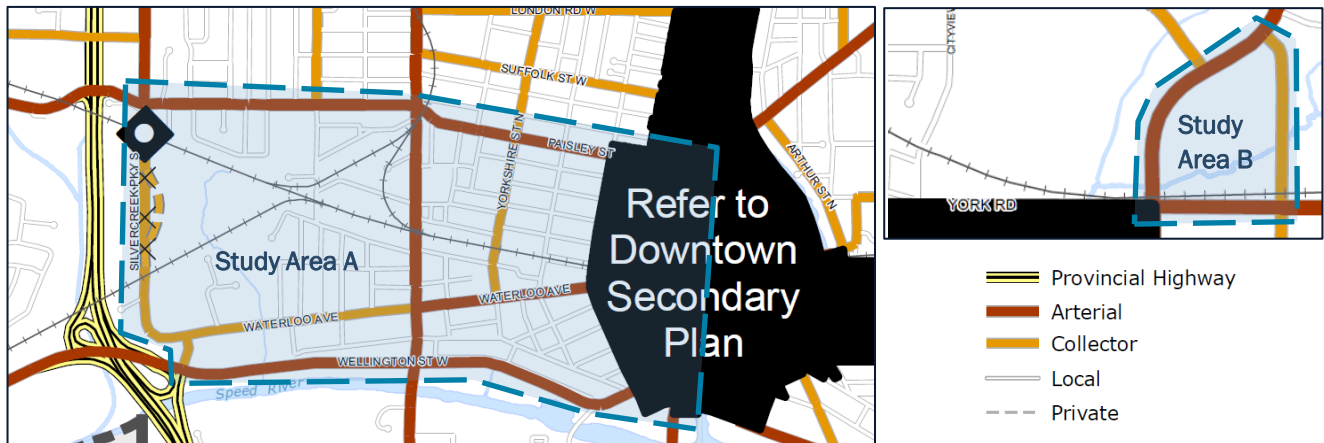 LONDON RD W
SUFFOLK ST W
YORKSHIRE ST N
PAISLEY ST
ARTHUR ST N
SILVERCREEK PKY S
Refer to
Downtown
Secondary
Plan
Study Area A
WATERLOO AVE
WATERLOO AVE
WELLINGTON ST W
Speed River
CITYVIEW
Study
Area B
YORK RD
Provincial Highway
Arterial
Collector
Local
Private